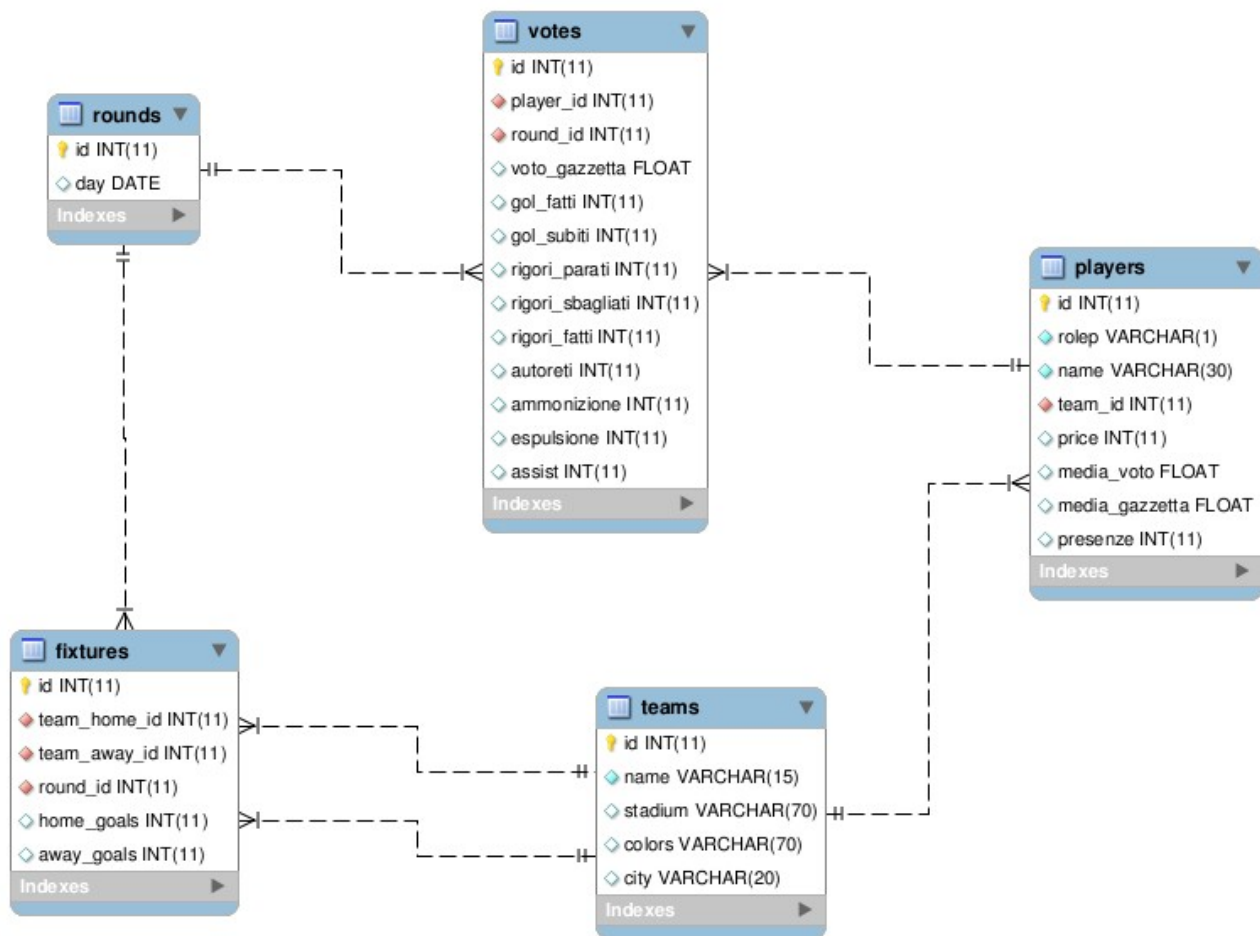 votes
id INT(11)
player_id INT(11)
round_id INT(11)
voto_gazzetta FLOAT
gol_fatti INT(11)
gol_subiti INT(11)
rigori_parati INT(11)
rigori_sbagliati INT(11)
rigori_fatti INT(11)
autoreti INT(11)
ammonizione INT(11)
espulsione INT(11)
assist INT(11)
Indexes
rounds
id INT(11)
day DATE
Indexes
players
id INT(11)
rolep VARCHAR(1)
name VARCHAR(30)
team_id INT(11)
price INT(11)
media_voto FLOAT
media_gazzetta FLOAT
presenze INT(11)
Indexes
fixtures
id INT(11)
team_home_id INT(11)
team_away_id INT(11)
round_id INT(11)
home_goals INT(11)
away_goals INT(11)
Indexes
teams
id INT(11)
name VARCHAR(15)
stadium VARCHAR(70)
colors VARCHAR(70)
city VARCHAR(20)
Indexes